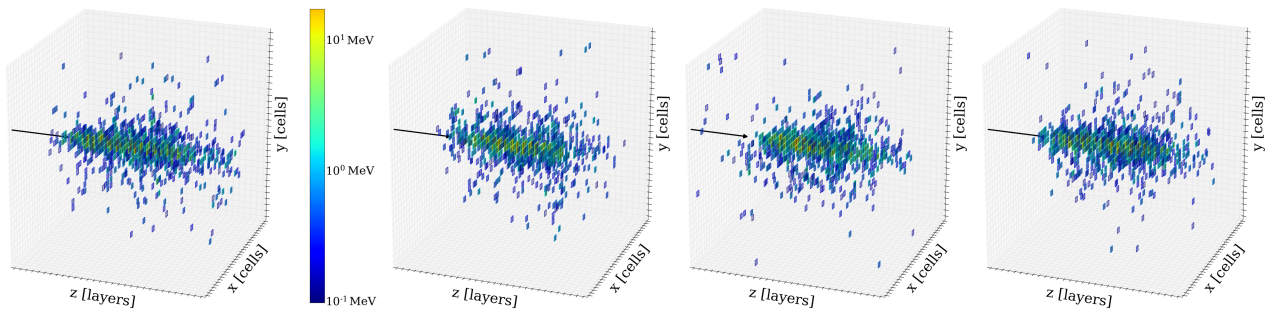 10¹ MeV
10⁰ MeV
10⁻¹ MeV
z [layers]
x [cells]
y [cells]
z [layers]
x [cells]
y [cells]
z [layers]
x [cells]
y [cells]
z [layers]
x [cells]
y [cells]